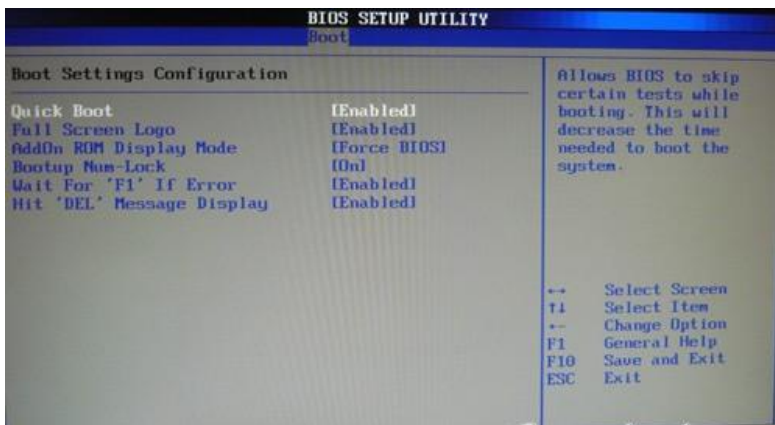 BIOS SETUP UTILITY
Boot
Boot Settings Configuration
Quick Boot [Enabled]
Full Screen Logo [Enabled]
AddOn ROM Display Mode [Force BIOS]
Bootup Num-Lock [On]
Wait For 'F1' If Error [Enabled]
Hit 'DEL' Message Display [Enabled]
Allows BIOS to skip
certain tests while
booting. This will
decrease the time
needed to boot the
system.
↔ Select Screen
↑↓ Select Item
+- Change Option
F1 General Help
F10 Save and Exit
ESC Exit